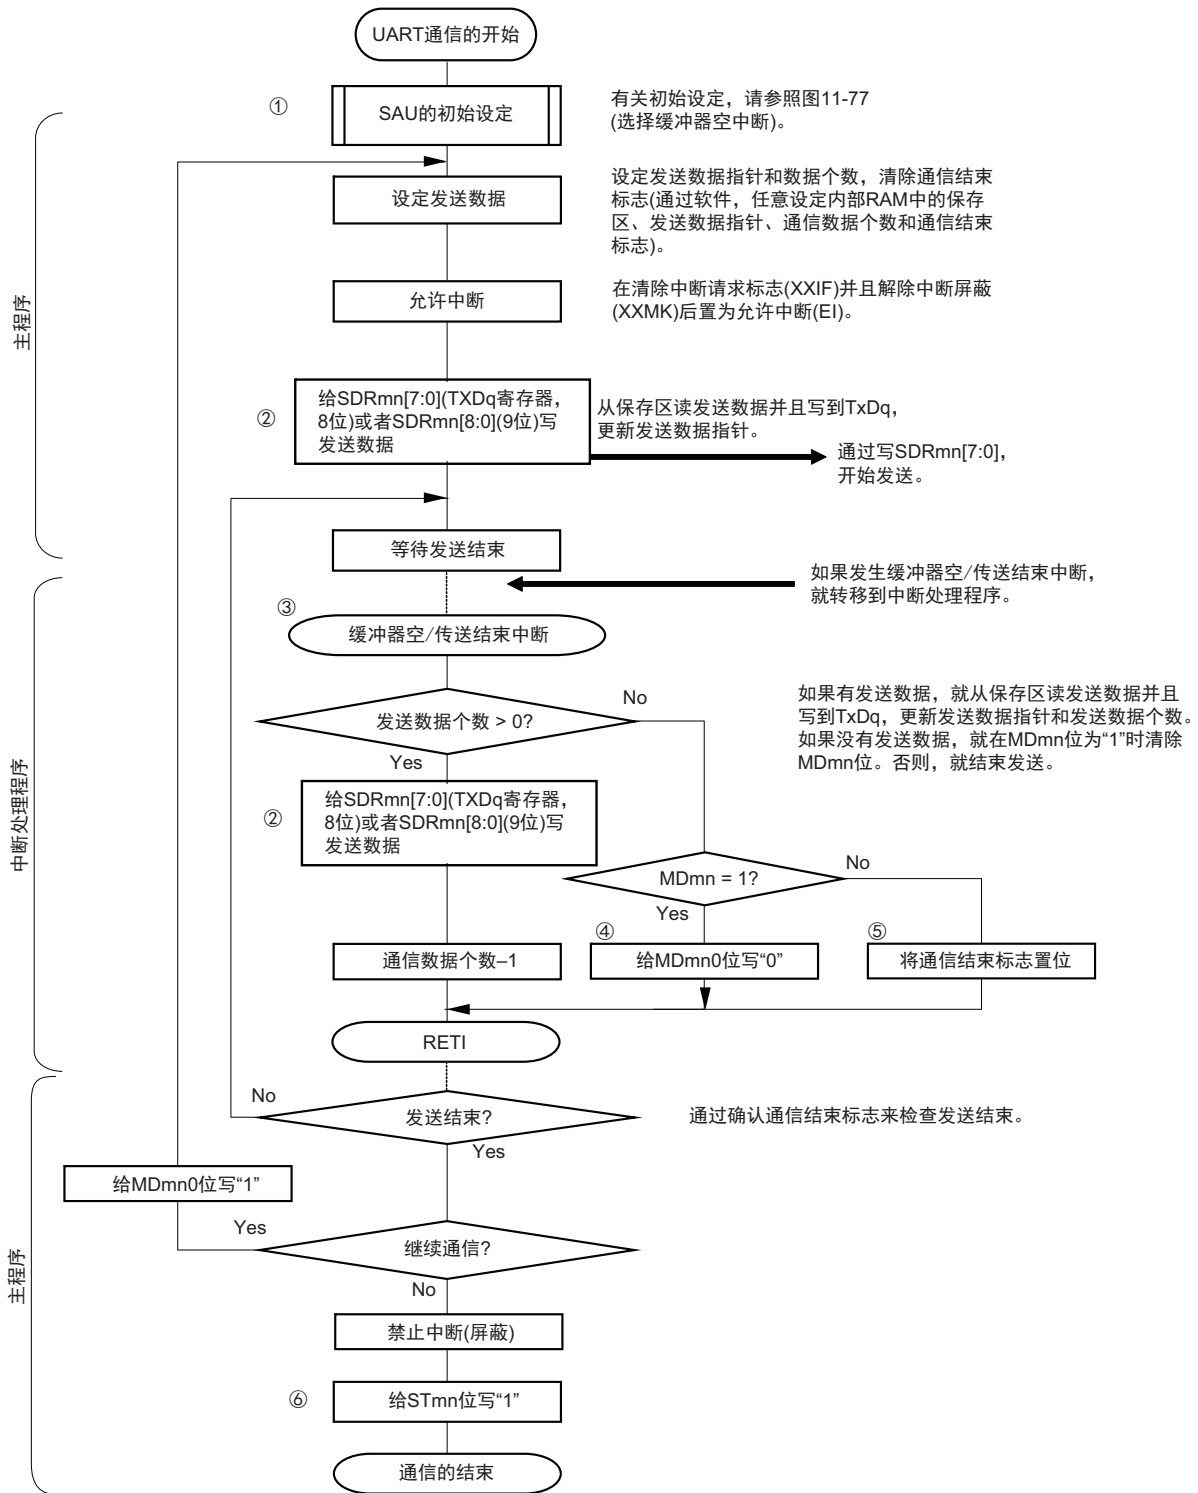 UART通信的开始
①
SAU的初始设定
有关初始设定，请参照图11-77
(选择缓冲器空中断)。
设定发送数据
设定发送数据指针和数据个数，清除通信结束
标志(通过软件，任意设定内部RAM中的保存
区、发送数据指针、通信数据个数和通信结束
标志)。
主程序
允许中断
在清除中断请求标志(XXIF)并且解除中断屏蔽
(XXMK)后置为允许中断(EI)。
②
给SDRmn[7:0](TXDq寄存器，
8位)或者SDRmn[8:0](9位)写
发送数据
从保存区读发送数据并且写到TxDq，
更新发送数据指针。
通过写SDRmn[7:0]，
开始发送。
等待发送结束
如果发生缓冲器空/传送结束中断，
就转移到中断处理程序。
③
缓冲器空/传送结束中断
发送数据个数 > 0?
No
Yes
如果有发送数据，就从保存区读发送数据并且
写到TxDq，更新发送数据指针和发送数据个数。
如果没有发送数据，就在MDmn位为“1”时清除
MDmn位。否则，就结束发送。
中断处理程序
②
给SDRmn[7:0](TXDq寄存器，
8位)或者SDRmn[8:0](9位)写
发送数据
MDmn = 1?
No
Yes
通信数据个数–1
④
给MDmn0位写“0”
⑤
将通信结束标志置位
RETI
No
发送结束?
Yes
通过确认通信结束标志来检查发送结束。
给MDmn0位写“1”
Yes
继续通信?
No
主程序
禁止中断(屏蔽)
⑥
给STmn位写“1”
通信的结束